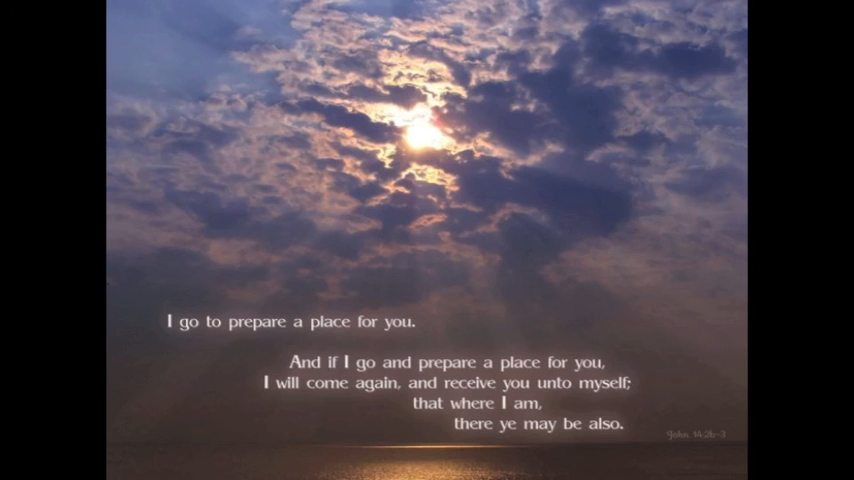 I go to prepare a place for you.
And if I go and prepare a place for you,
I will come again, and receive you unto myself;
that where I am,
there ye may be also.
John 14:2b-3